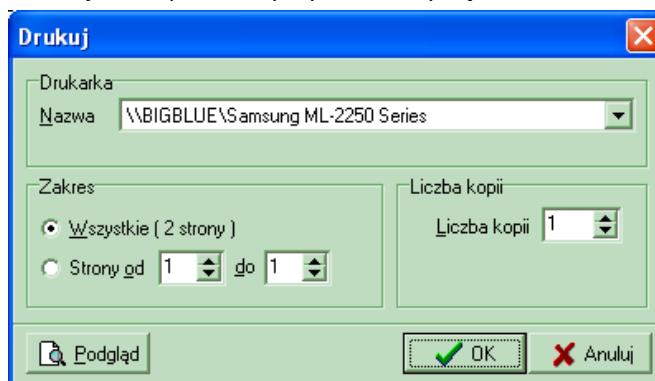 Drukuj
Drukarka
Nazwa \\BIGBLUE\Samsung ML-2250 Series
Zakres
Wszystkie ( 2 strony )
Strony od 1 do 1
Liczba kopii
Liczba kopii 1
Podgląd
OK
Anuluj